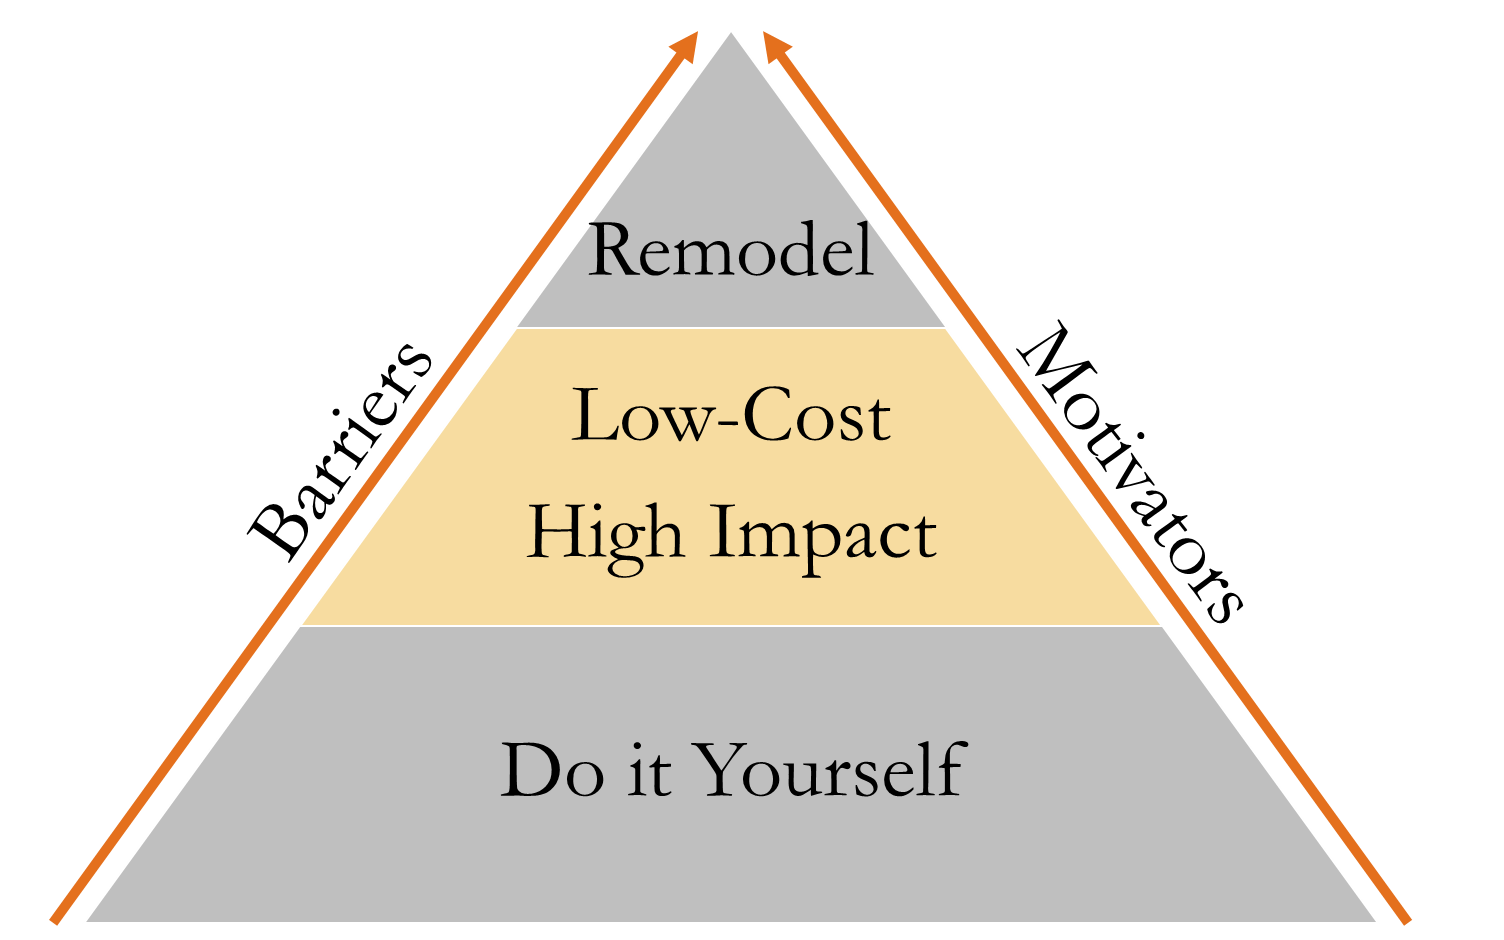 Remodel
Barriers
Motivators
Low-Cost
High Impact
Do it Yourself